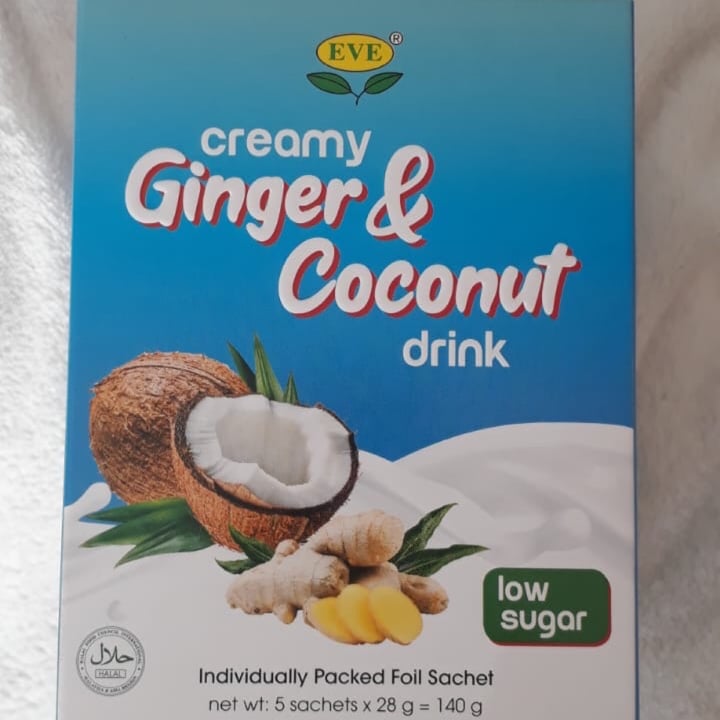 EVE ®
creamy
Ginger &
Coconut
drink
low
sugar
حلال
HALAL
Individually Packed Foil Sachet
net wt: 5 sachets x 28 g = 140 g